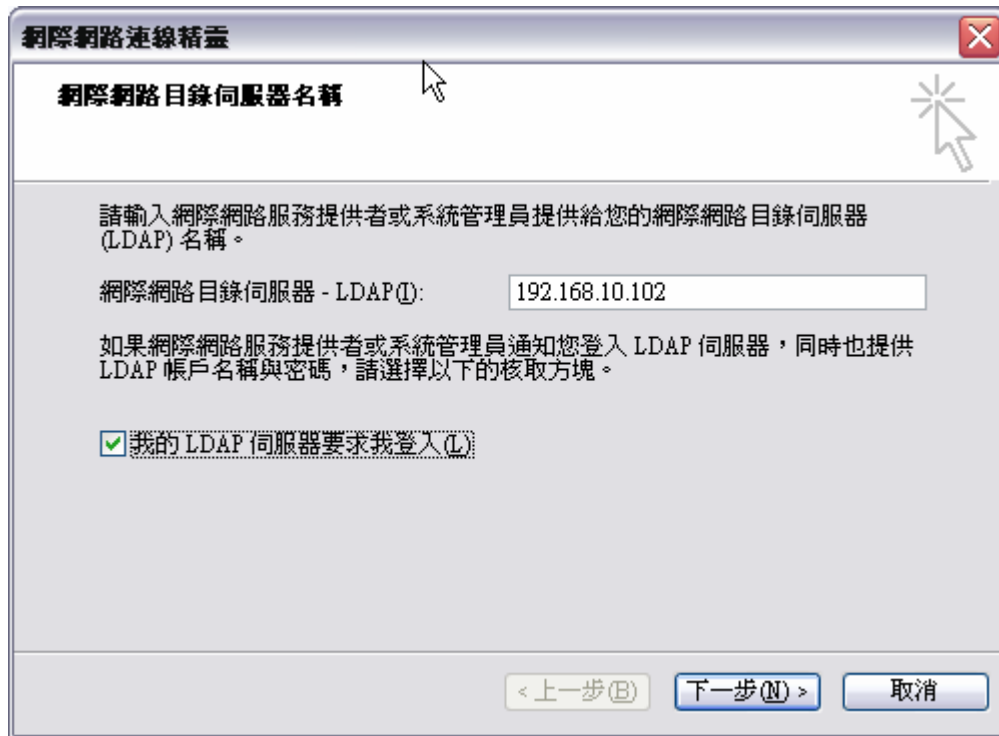 網際網路連線精靈
網際網路目錄伺服器名稱
請輸入網際網路服務提供者或系統管理員提供給您的網際網路目錄伺服器
(LDAP) 名稱。
網際網路目錄伺服器 - LDAP(I): 192.168.10.102
如果網際網路服務提供者或系統管理員通知您登入 LDAP 伺服器，同時也提供
LDAP 帳戶名稱與密碼，請選擇以下的核取方塊。
我的 LDAP 伺服器要求我登入(L)
< 上一步(B) 下一步(N) > 取消